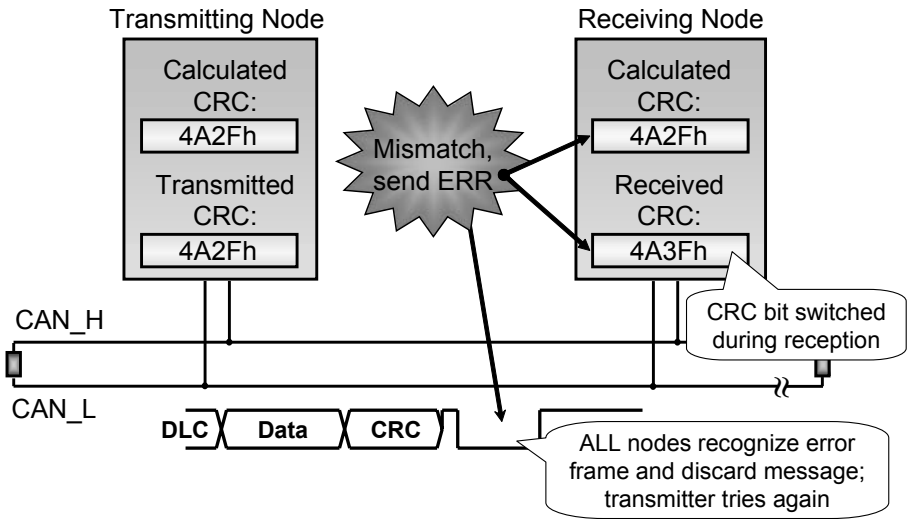 Transmitting Node
Calculated
CRC:
4A2Fh
Transmitted
CRC:
4A2Fh
Mismatch,
send ERR
Receiving Node
Calculated
CRC:
4A2Fh
Received
CRC:
4A3Fh
CRC bit switched
during reception
CAN_H
CAN_L
DLC
Data
CRC
ALL nodes recognize error
frame and discard message;
transmitter tries again